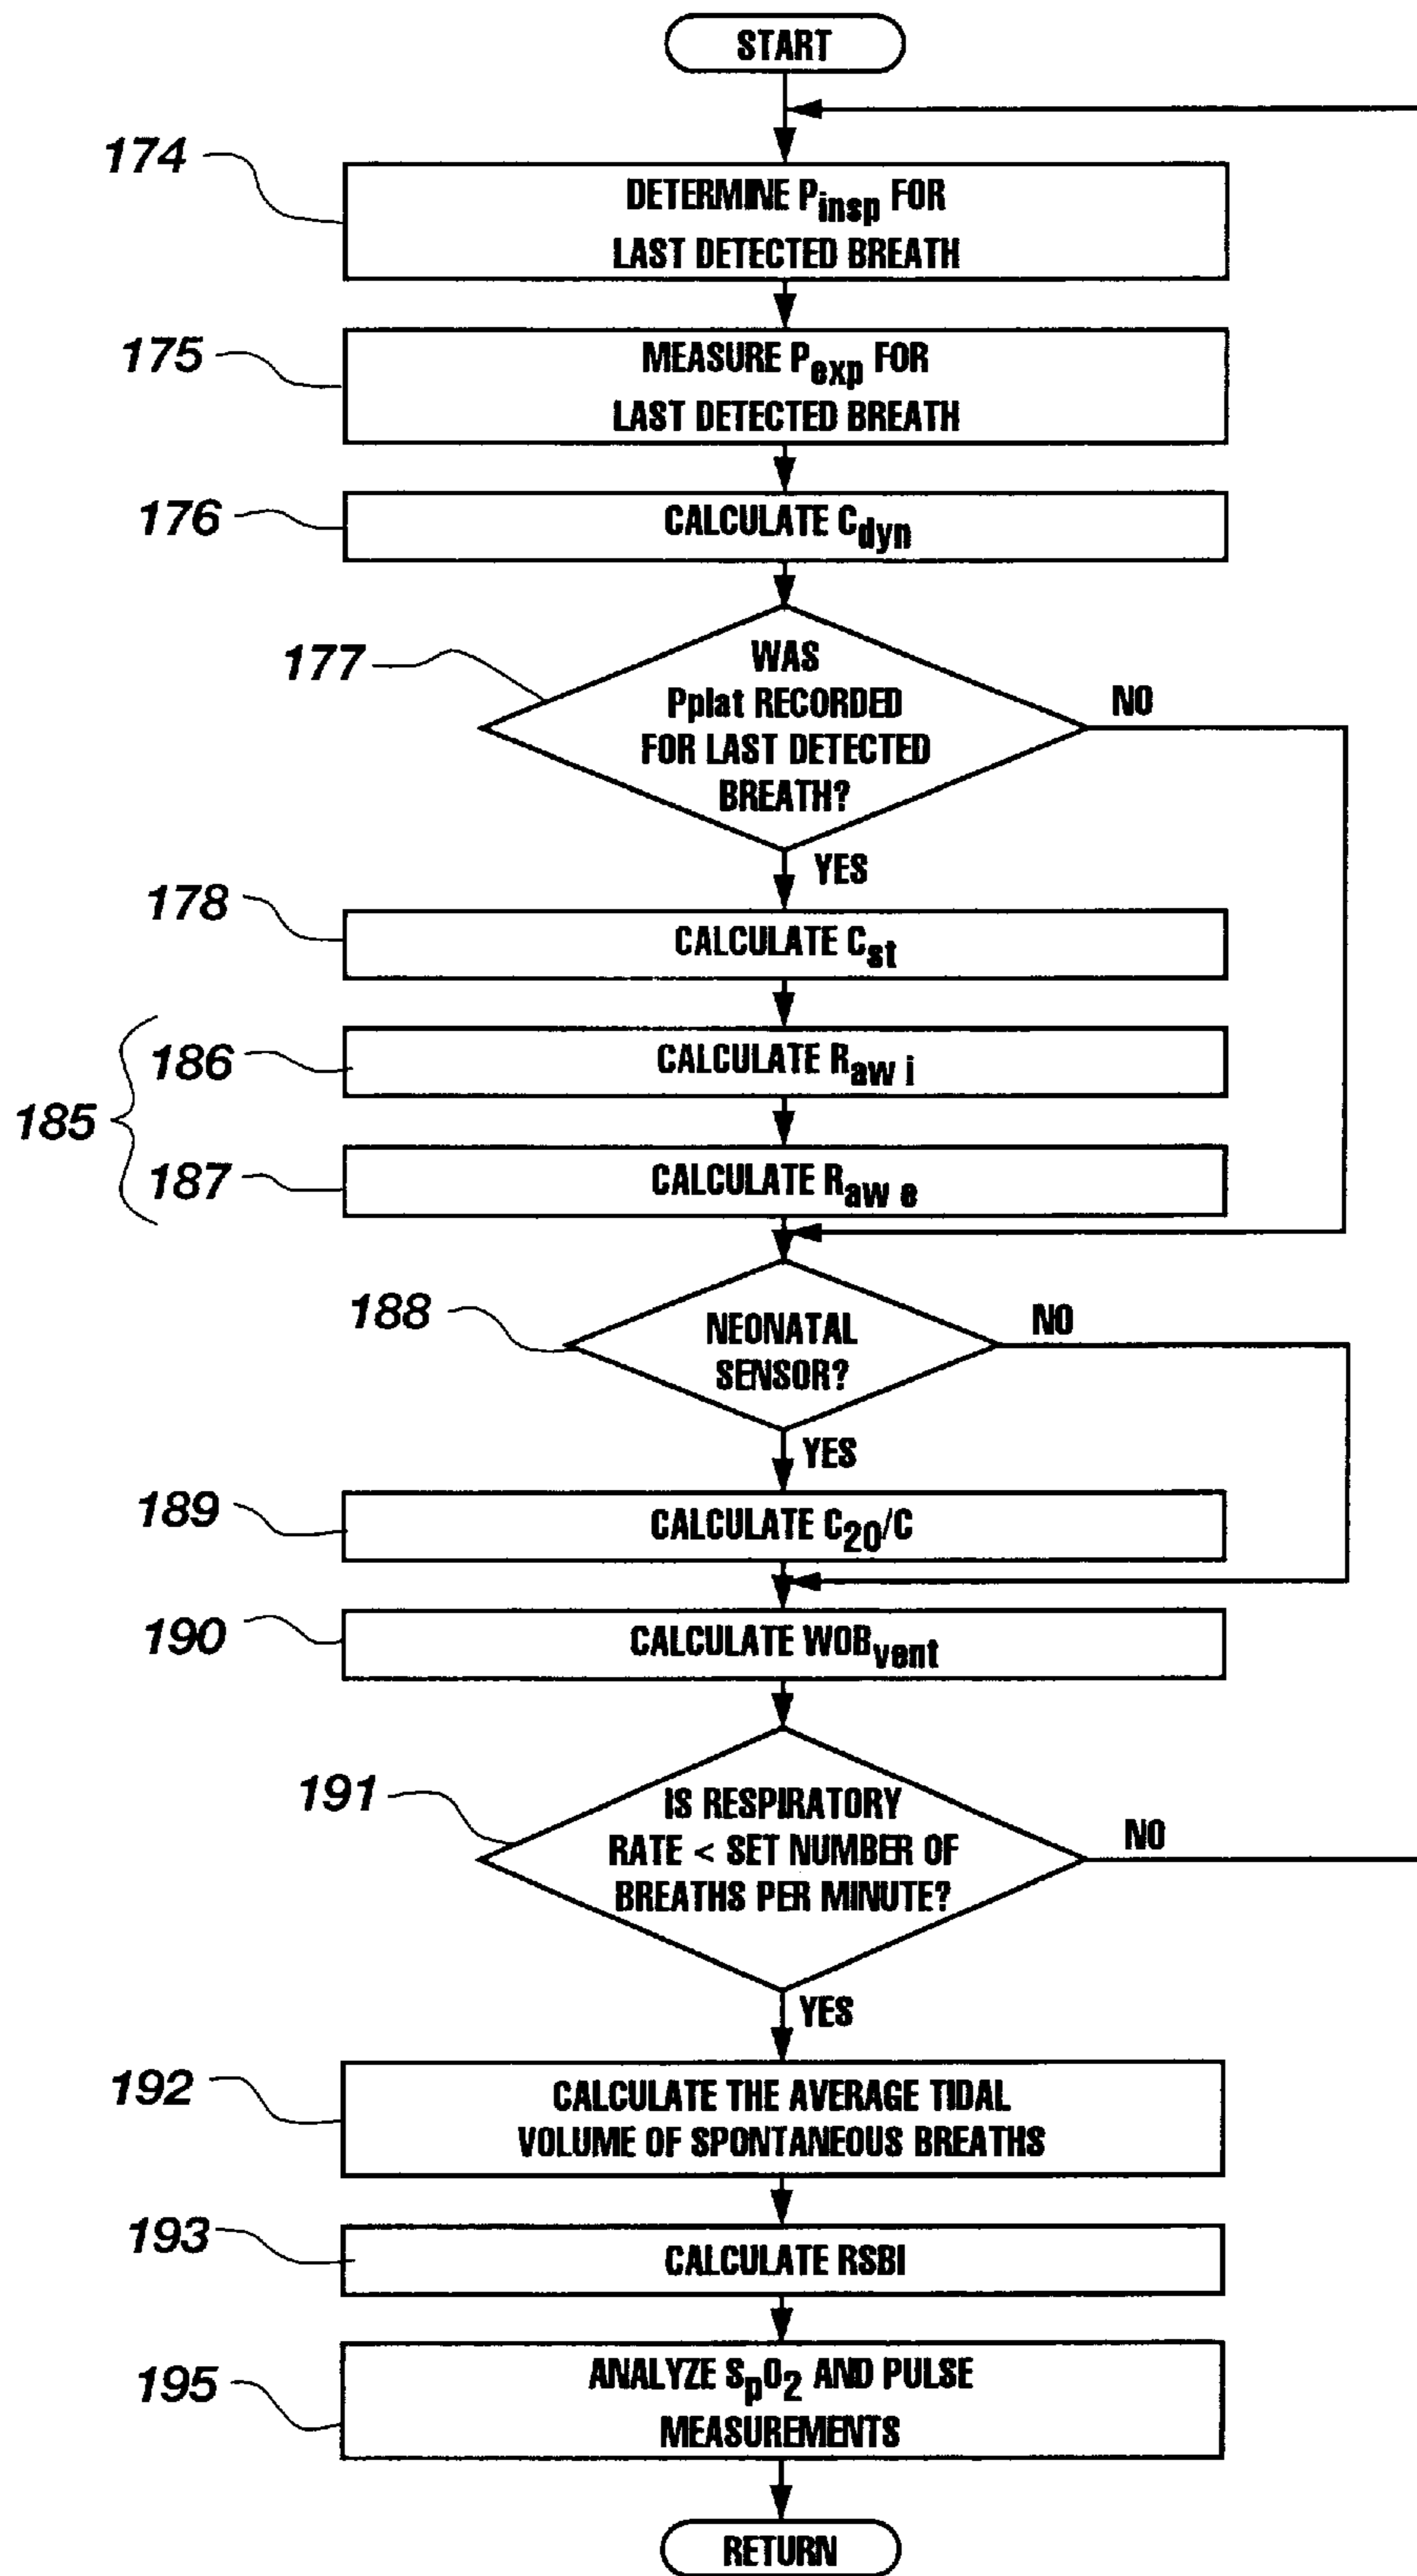 START
174
DETERMINE Pinsp FOR
LAST DETECTED BREATH
175
MEASURE Pexp FOR
LAST DETECTED BREATH
176
CALCULATE Cdyn
177
WAS
Pplat RECORDED
FOR LAST DETECTED
BREATH?
NO
YES
178
CALCULATE Cst
185
186
CALCULATE Raw i
187
CALCULATE Raw e
188
NEONATAL
SENSOR?
NO
YES
189
CALCULATE C20/C
190
CALCULATE WOBvent
191
IS RESPIRATORY
RATE < SET NUMBER OF
BREATHS PER MINUTE?
NO
YES
192
CALCULATE THE AVERAGE TIDAL
VOLUME OF SPONTANEOUS BREATHS
193
CALCULATE RSBI
195
ANALYZE SpO2 AND PULSE
MEASUREMENTS
RETURN